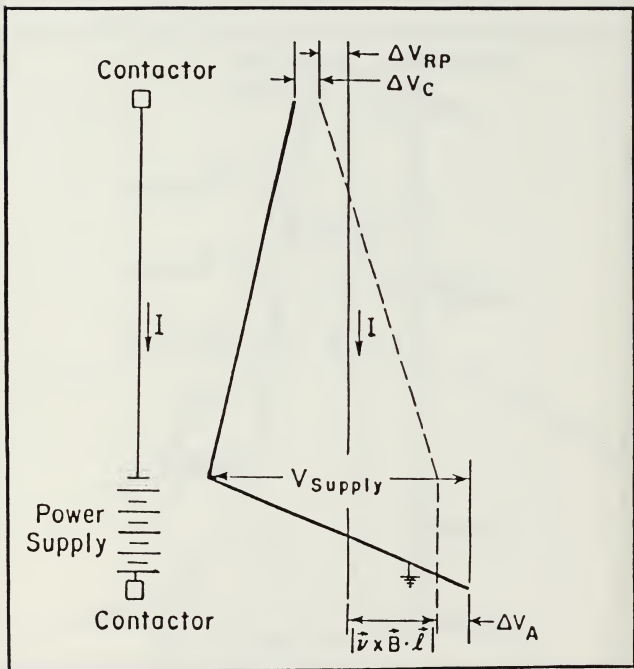 ΔV_RP
Contactor
ΔV_C
I
I
V_Supply
Power
Supply
Contactor
ΔV_A
|v⃗ x B⃗ · l⃗|